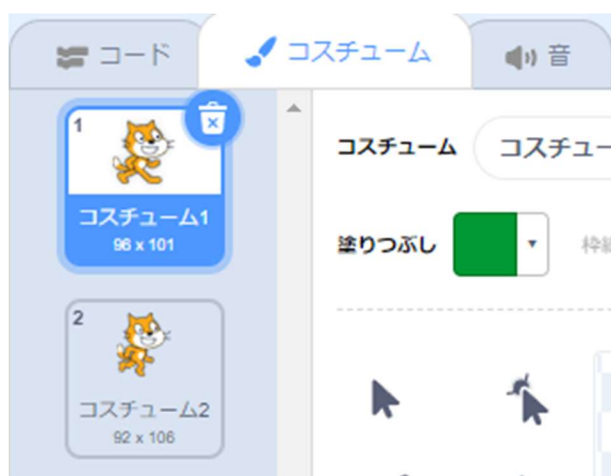 コード
コスチューム
音
1
コスチューム1
96 x 101
コスチューム
コスチュー
塗りつぶし
2
コスチューム2
92 x 106